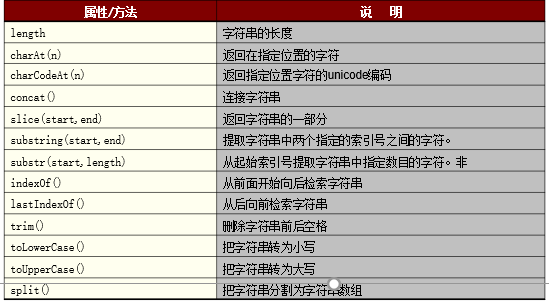 属性/方法 说 明
length 字符串的长度
charAt(n) 返回在指定位置的字符
charCodeAt(n) 返回指定位置字符的unicode编码
concat() 连接字符串
slice(start,end) 返回字符串的一部分
substring(start,end) 提取字符串中两个指定的索引号之间的字符。
substr(start,length) 从起始索引号提取字符串中指定数目的字符。非
indexOf() 从前面开始向后检索字符串
lastIndexOf() 从后向前检索字符串
trim() 删除字符串前后空格
toLowerCase() 把字符串转为小写
toUpperCase() 把字符串转为大写
split() 把字符串分割为字符串数组